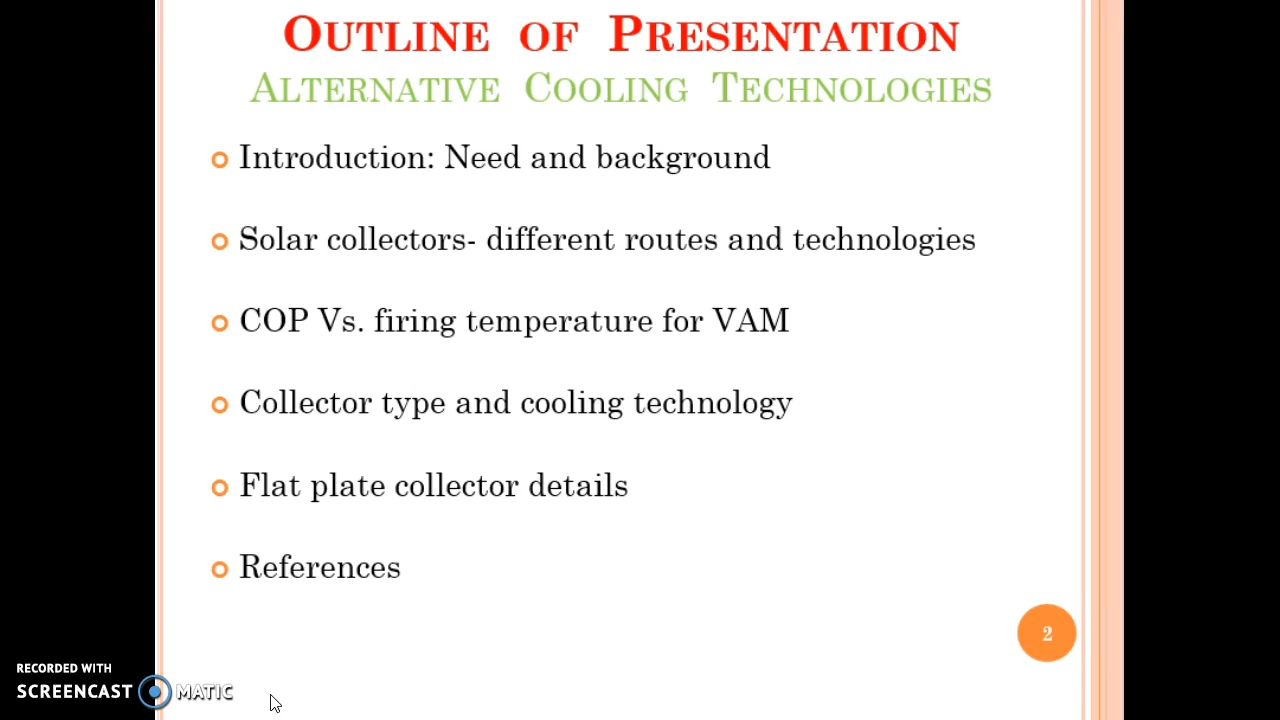 OUTLINE OF PRESENTATION
ALTERNATIVE COOLING TECHNOLOGIES
Introduction: Need and background
Solar collectors- different routes and technologies
COP Vs. firing temperature for VAM
Collector type and cooling technology
Flat plate collector details
References
2
RECORDED WITH
SCREENCAST MATIC